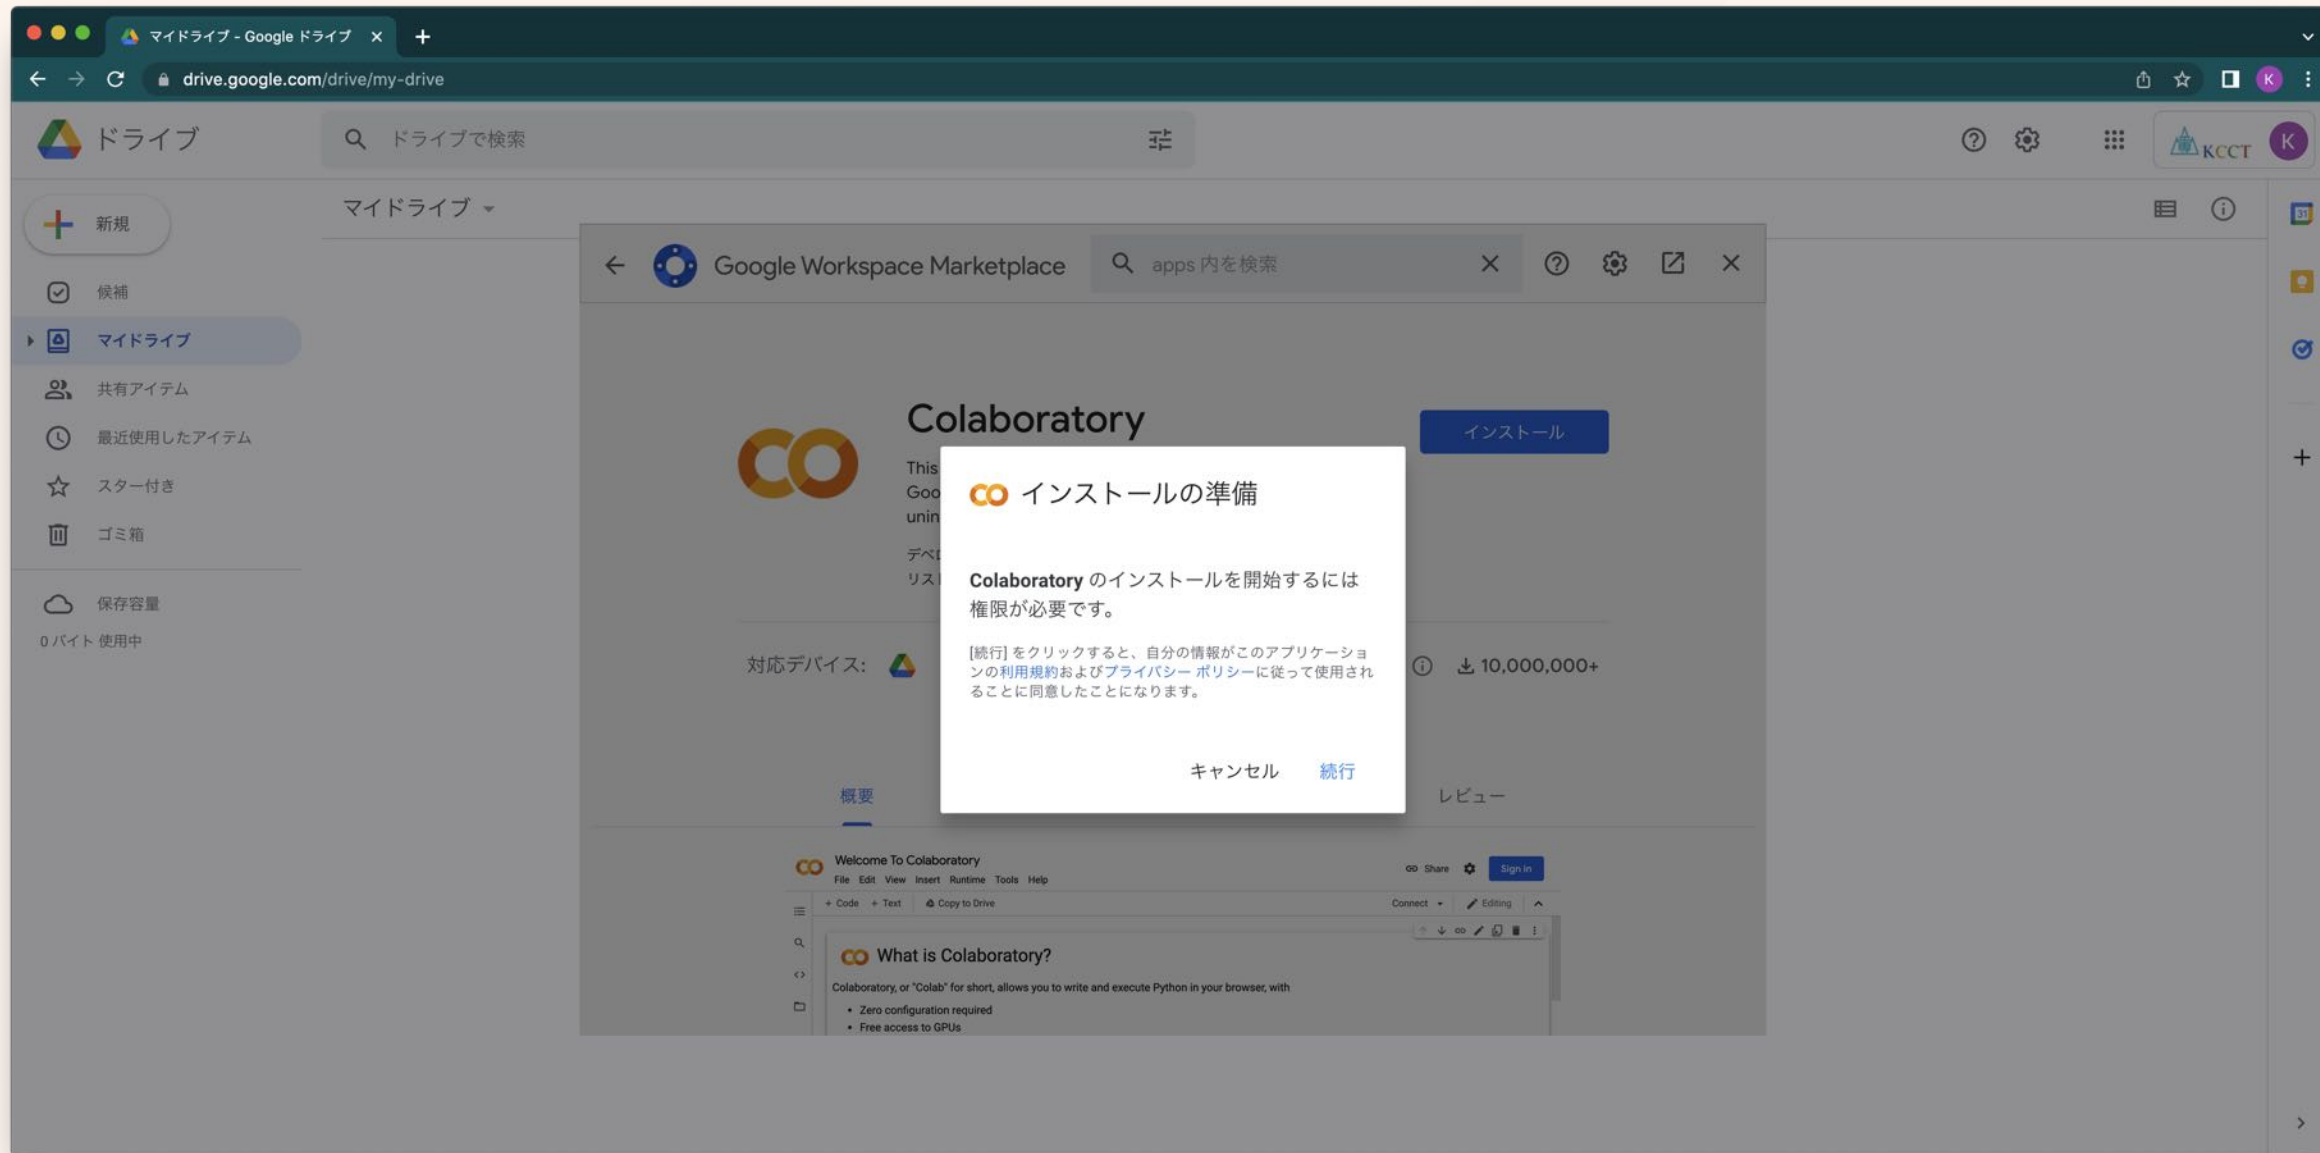 マイドライブ - Google ドライブ
drive.google.com/drive/my-drive
K
ドライブ
ドライブで検索
KCCT
K
新規
マイドライブ
31
Google Workspace Marketplace
apps 内を検索
候補
マイドライブ
共有アイテム
最近使用したアイテム
スター付き
ゴミ箱
保存容量
0 バイト 使用中
Colaboratory
インストール
This
Goo
unin
デベロ
リスト
インストールの準備
Colaboratory のインストールを開始するには
権限が必要です。
[続行] をクリックすると、自分の情報がこのアプリケーショ
ンの利用規約およびプライバシー ポリシーに従って使用され
ることに同意したことになります。
キャンセル 続行
対応デバイス:
10,000,000+
概要
レビュー
Welcome To Colaboratory
File Edit View Insert Runtime Tools Help
Share
Sign in
+ Code + Text Copy to Drive
Connect
Editing
What is Colaboratory?
Colaboratory, or "Colab" for short, allows you to write and execute Python in your browser, with
• Zero configuration required
• Free access to GPUs